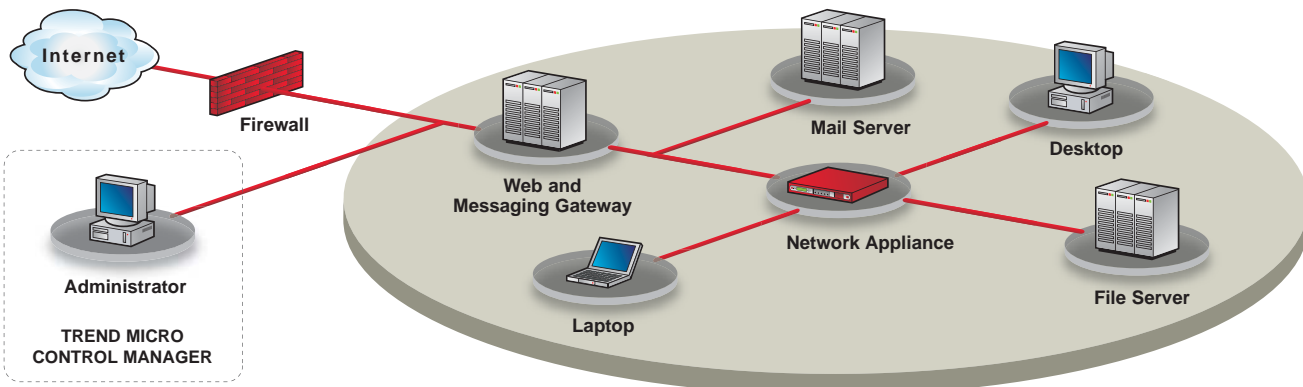 Internet
Firewall
Mail Server
Desktop
Web and
Messaging Gateway
Network Appliance
Administrator
File Server
Laptop
TREND MICRO
CONTROL MANAGER